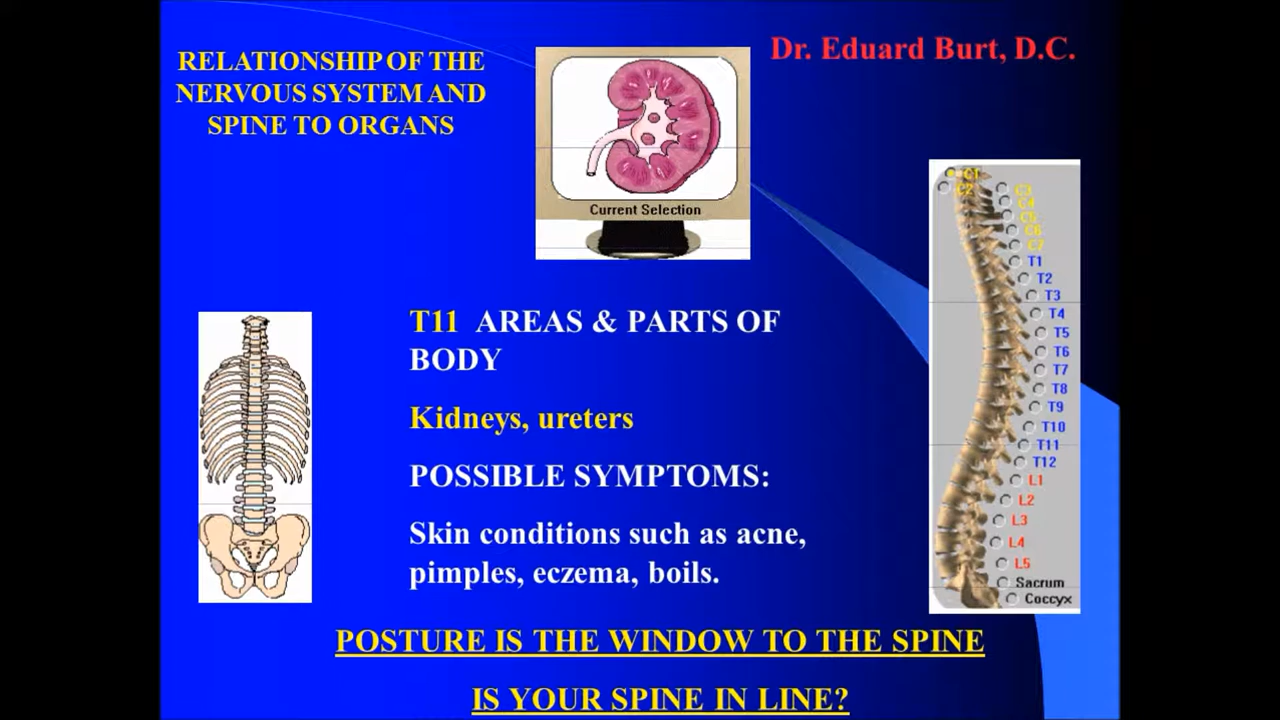 RELATIONSHIP OF THE
NERVOUS SYSTEM AND
SPINE TO ORGANS
Current Selection
Dr. Eduard Burt, D.C.
T11 AREAS & PARTS OF
BODY
Kidneys, ureters
POSSIBLE SYMPTOMS:
Skin conditions such as acne,
pimples, eczema, boils.
C1
C2
C3
C4
C5
C6
C7
T1
T2
T3
T4
T5
T6
T7
T8
T9
T10
T11
T12
L1
L2
L3
L4
L5
Sacrum
Coccyx
POSTURE IS THE WINDOW TO THE SPINE
IS YOUR SPINE IN LINE?